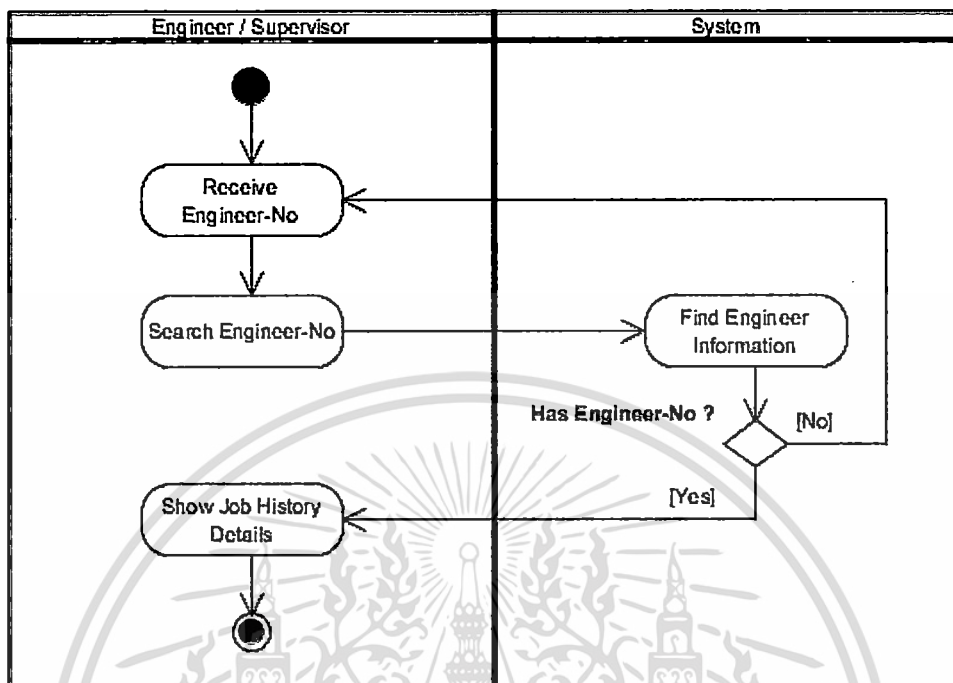 Engineer / Supervisor
System
Receive
Engineer-No
Search Engineer-No
Find Engineer
Information
Has Engineer-No ?
[No]
[Yes]
Show Job History
Details